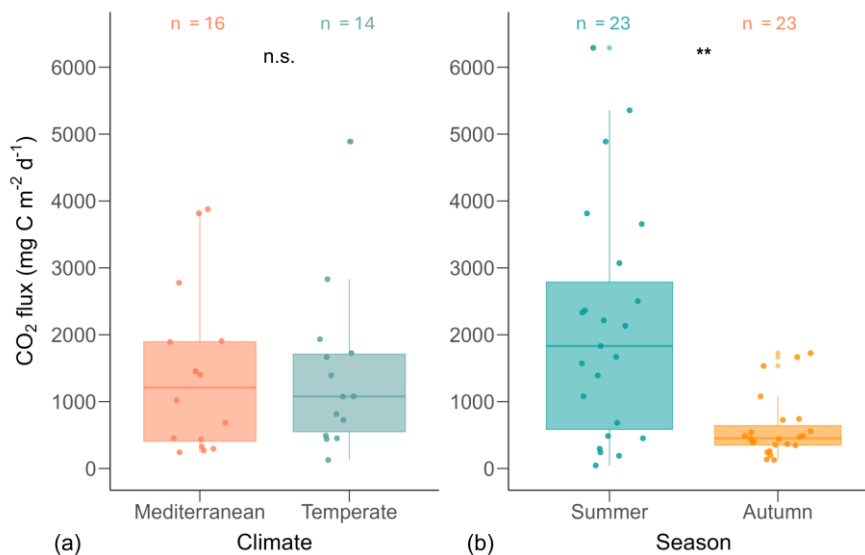 n = 16 n = 14
n.s.
CO₂ flux (mg C m⁻² d⁻¹)
6000
5000
4000
3000
2000
1000
0
Mediterranean Temperate
(a) Climate
n = 23 n = 23
**
6000
5000
4000
3000
2000
1000
0
Summer Autumn
(b) Season